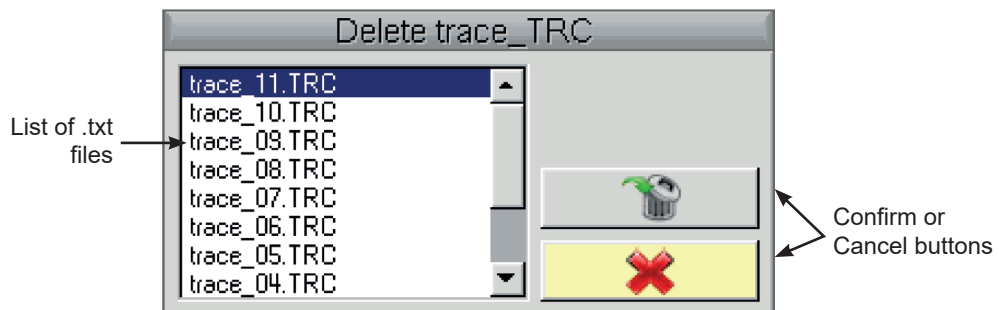 Delete trace_TRC
trace_11.TRC
trace_10.TRC
trace_09.TRC
trace_08.TRC
trace_07.TRC
trace_06.TRC
trace_05.TRC
trace_04.TRC
List of .txt
files
Confirm or
Cancel buttons